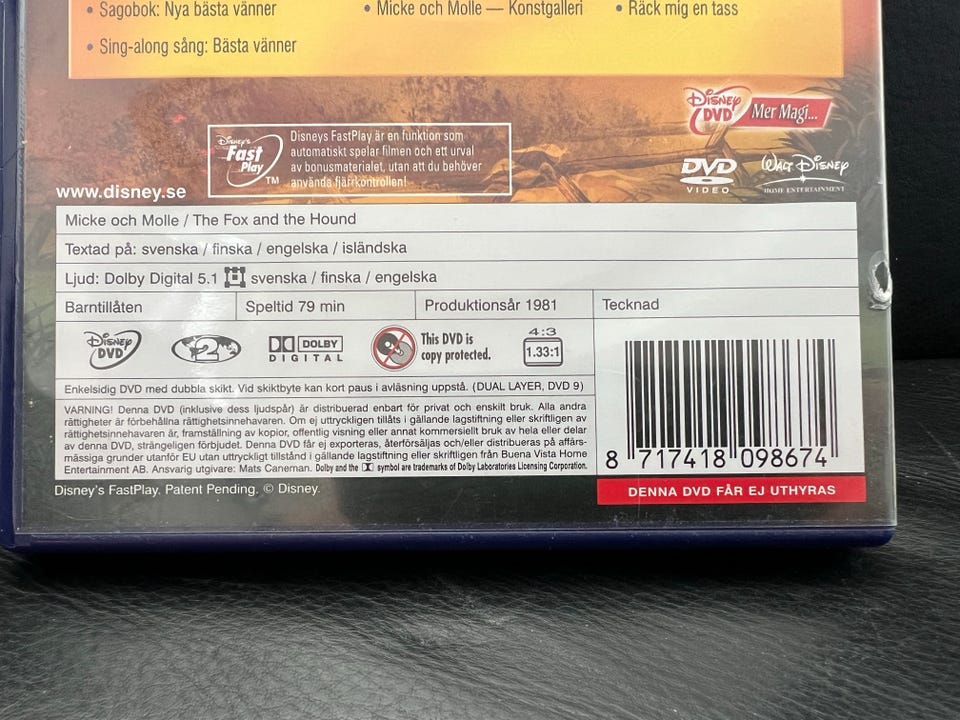 • Sagobok: Nya bästa vänner
• Micke och Molle — Konstgalleri
• Räck mig en tass
• Sing-along sång: Bästa vänner
Disney DVD Mer Magi...
Disney's Fast Play ™
Disneys FastPlay är en funktion som
automatiskt spelar filmen och ett urval
av bonusmaterialet, utan att du behöver
använda fjärrkontrollen!
DVD VIDEO
WALT DISNEY HOME ENTERTAINMENT
www.disney.se
Micke och Molle / The Fox and the Hound
Textad på: svenska / finska / engelska / isländska
Ljud: Dolby Digital 5.1 svenska / finska / engelska
Barntillåten
Speltid 79 min
Produktionsår 1981
Tecknad
Disney DVD
2
DOLBY DIGITAL
This DVD is
copy protected.
4:3
1.33:1
Enkelsidig DVD med dubbla skikt. Vid skiktbyte kan kort paus i avläsning uppstå. (DUAL LAYER, DVD 9)
VARNING! Denna DVD (inklusive dess ljudspår) är distribuerad enbart för privat och enskilt bruk. Alla andra
rättigheter är förbehållna rättighetsinnehavaren. Om ej uttryckligen tillåts i gällande lagstiftning eller skriftligen av
rättighetsinnehavaren är, framställning av kopior, offentlig visning eller annat kommersiellt bruk av hela eller delar
av denna DVD, strängeligen förbjudet. Denna DVD får ej exporteras, återförsäljas och/eller distribueras på affärs-
mässiga grunder utanför EU utan uttryckligt tillstånd i gällande lagstiftning eller skriftligen från Buena Vista Home
Entertainment AB. Ansvarig utgivare: Mats Caneman. Dolby and the symbol are trademarks of Dolby Laboratories Licensing Corporation.
8 717418 098674
DENNA DVD FÅR EJ UTHYRAS
Disney's FastPlay. Patent Pending. © Disney.